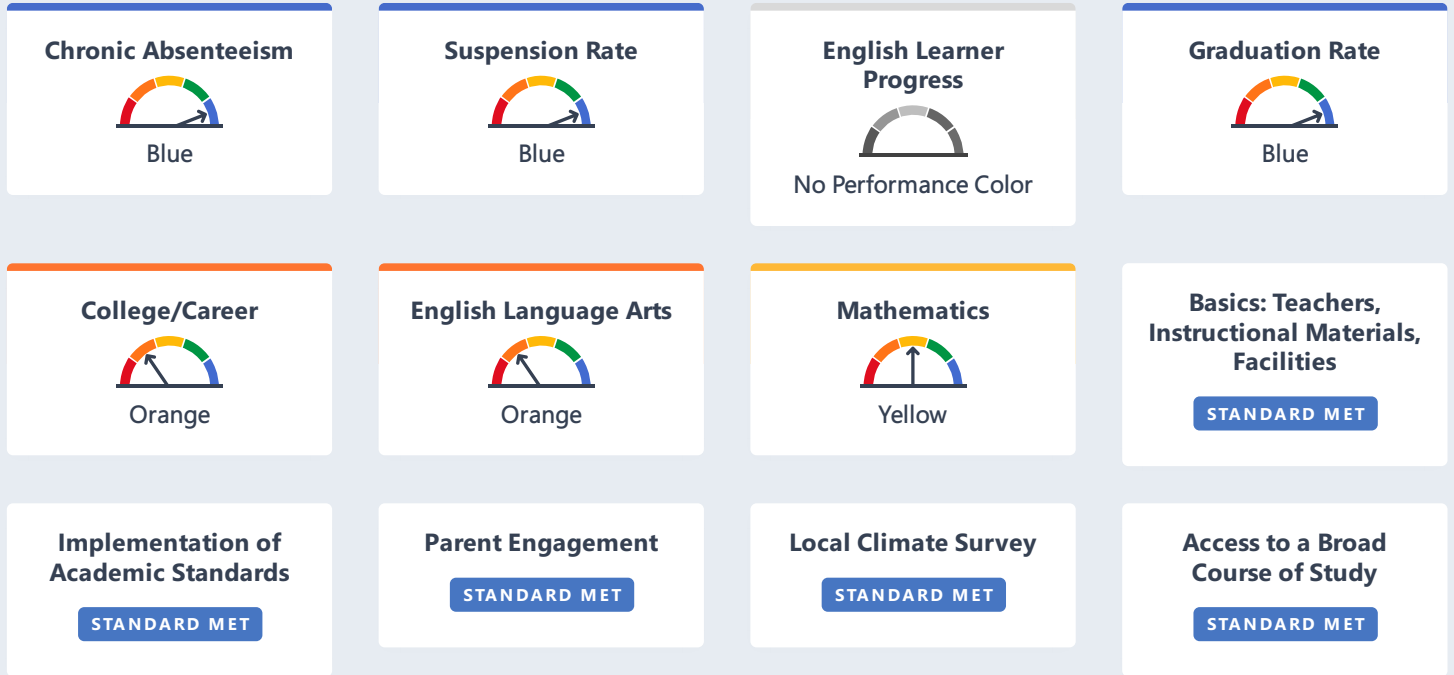 Chronic Absenteeism
Blue
Suspension Rate
Blue
English Learner
Progress
No Performance Color
Graduation Rate
Blue
College/Career
Orange
English Language Arts
Orange
Mathematics
Yellow
Basics: Teachers,
Instructional Materials,
Facilities
STANDARD MET
Implementation of
Academic Standards
STANDARD MET
Parent Engagement
STANDARD MET
Local Climate Survey
STANDARD MET
Access to a Broad
Course of Study
STANDARD MET